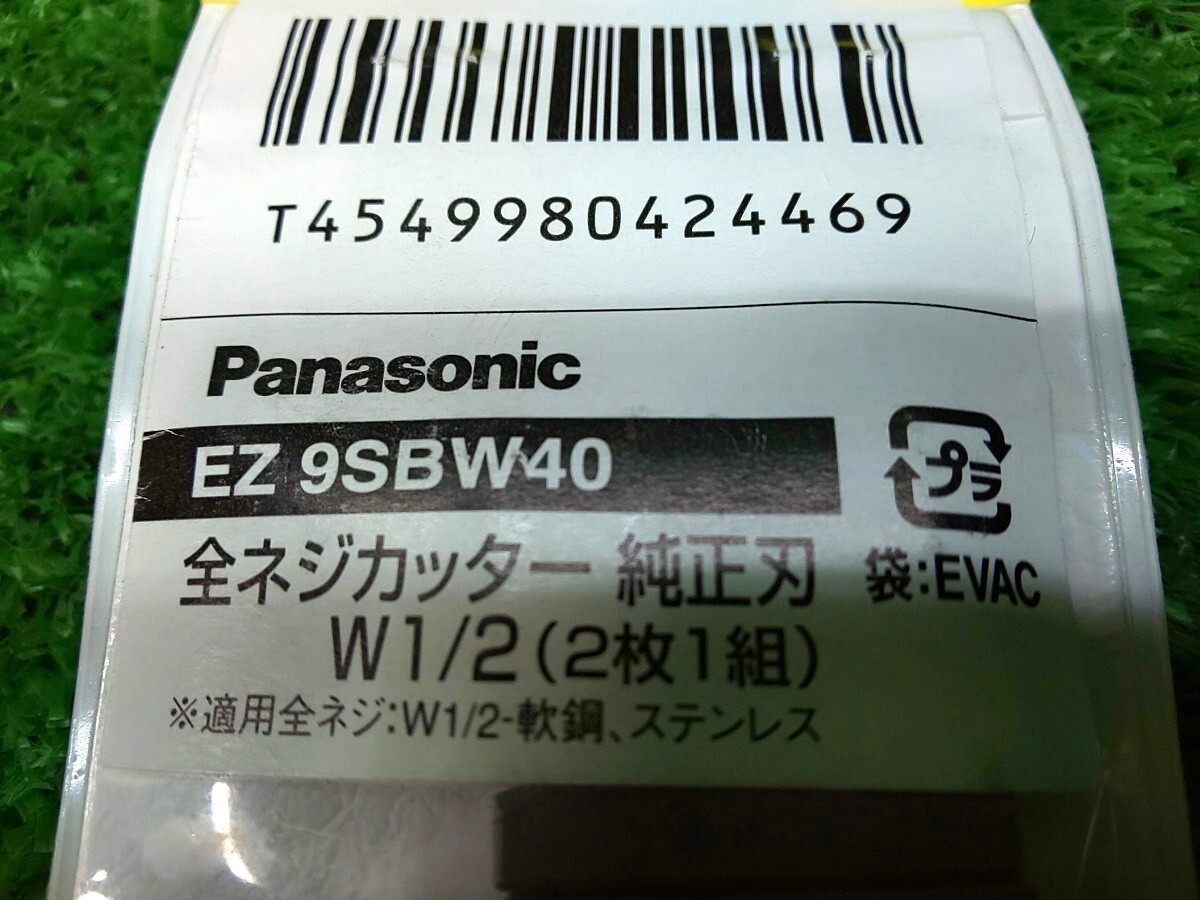 T4549980424469
Panasonic
EZ 9SBW40
プラ
全ネジカッター 純正刃
袋:EVAC
W1/2(2枚1組)
※適用全ネジ:W1/2-軟鋼、ステンレス